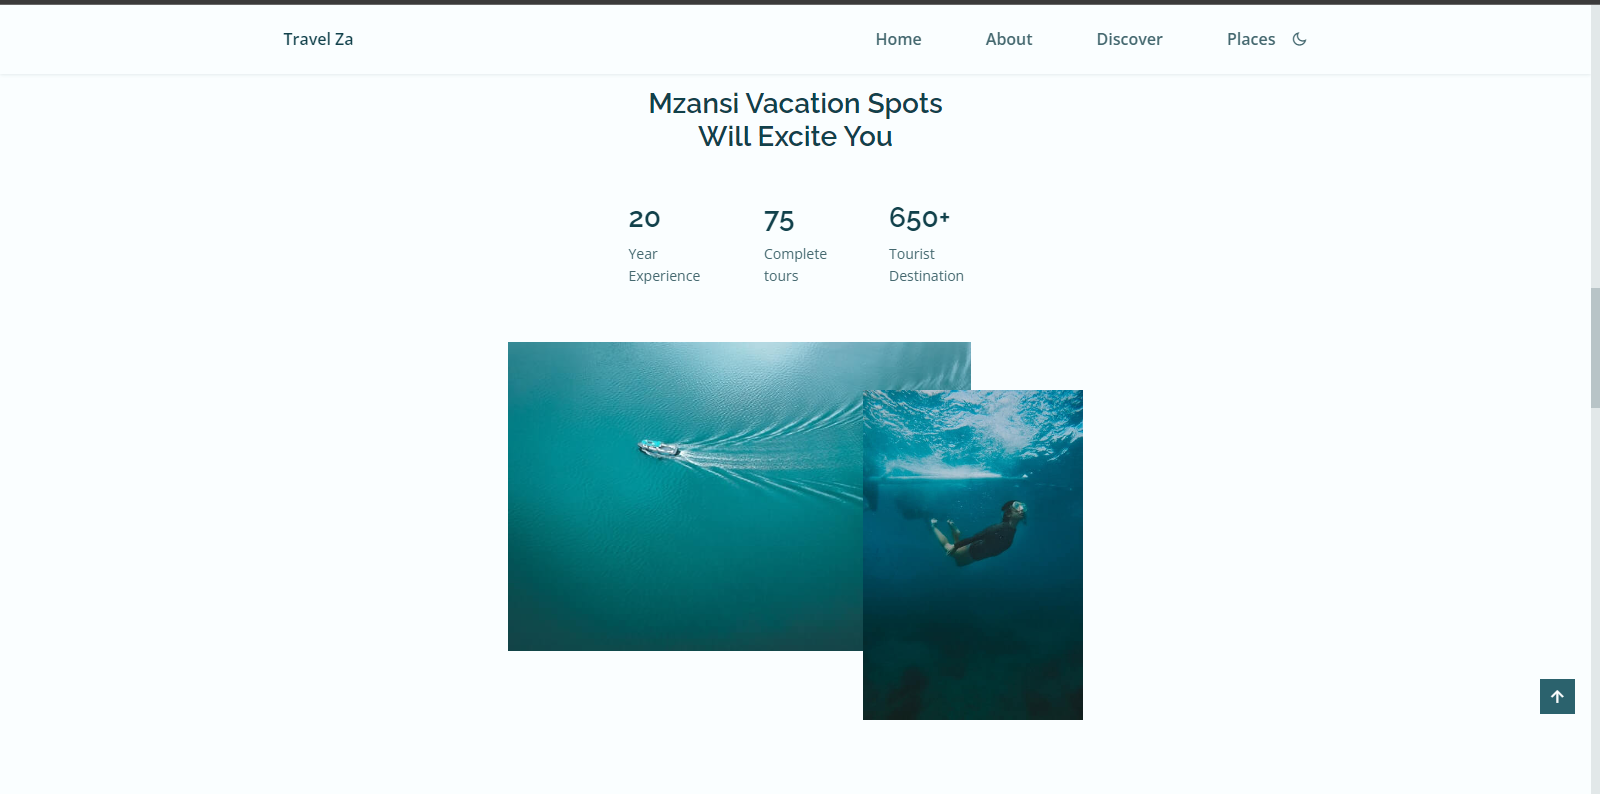 Travel Za
Home
About
Discover
Places
Mzansi Vacation Spots
Will Excite You
20
Year
Experience
75
Complete
tours
650+
Tourist
Destination